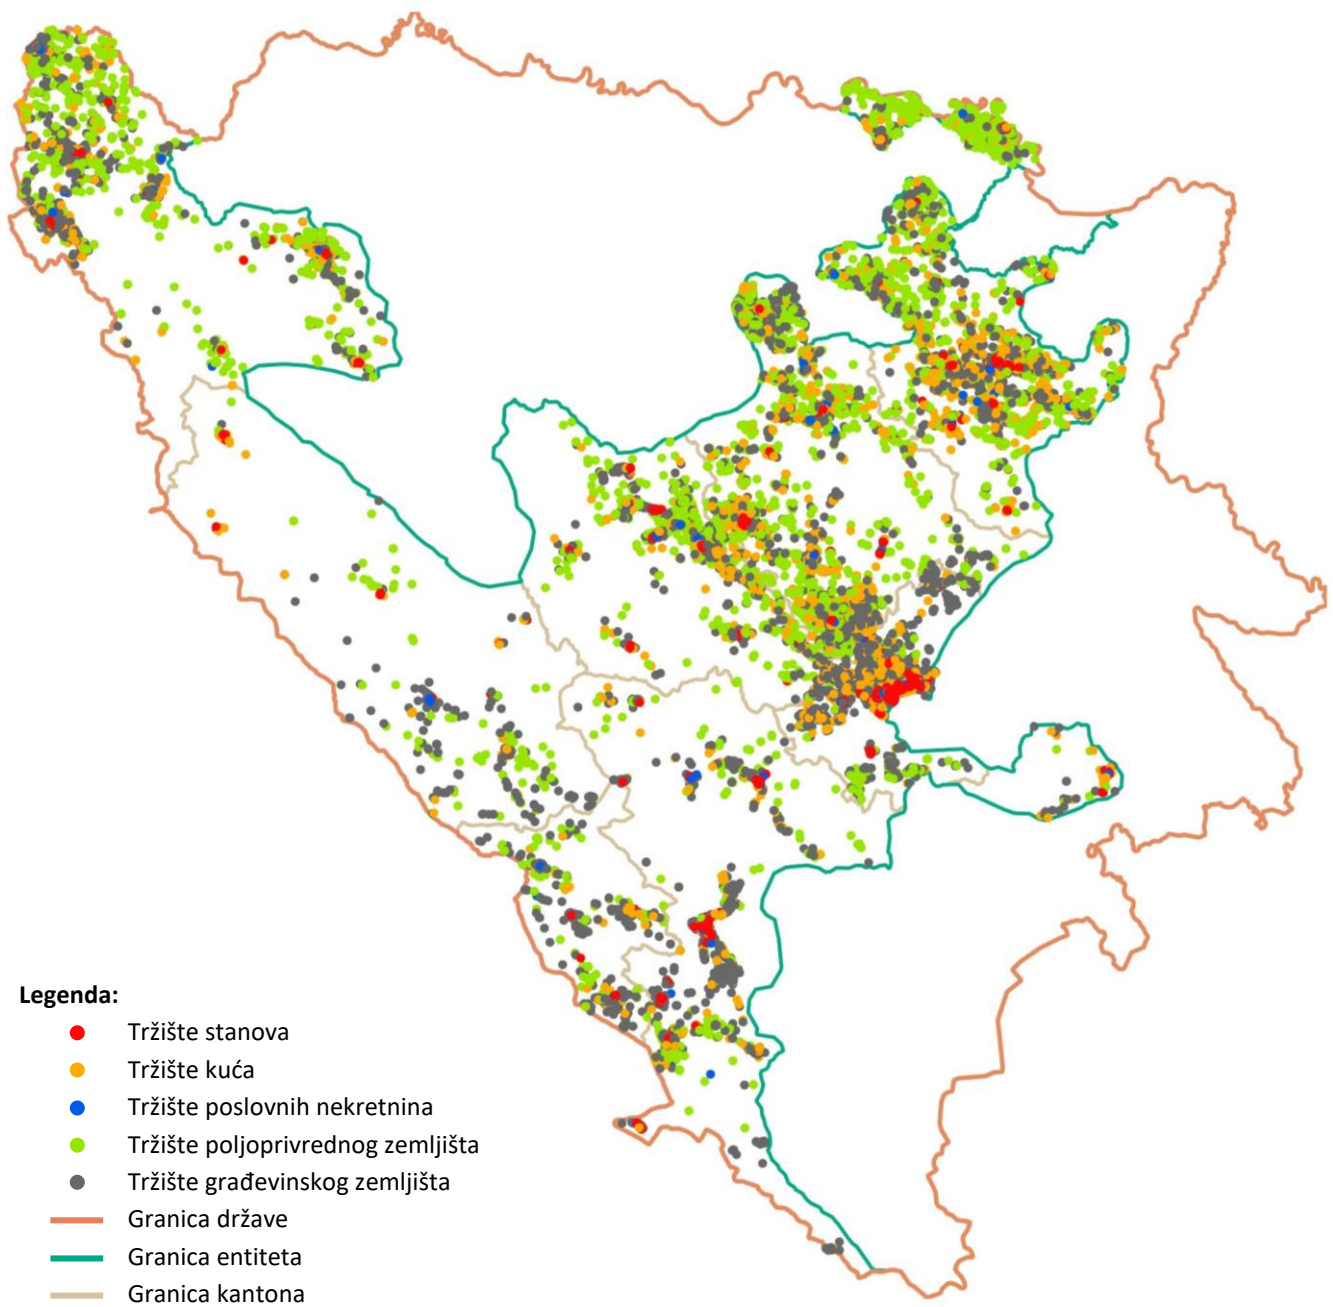 Legenda:
Tržište stanova
Tržište kuća
Tržište poslovnih nekretnina
Tržište poljoprivrednog zemljišta
Tržište građevinskog zemljišta
Granica države
Granica entiteta
Granica kantona